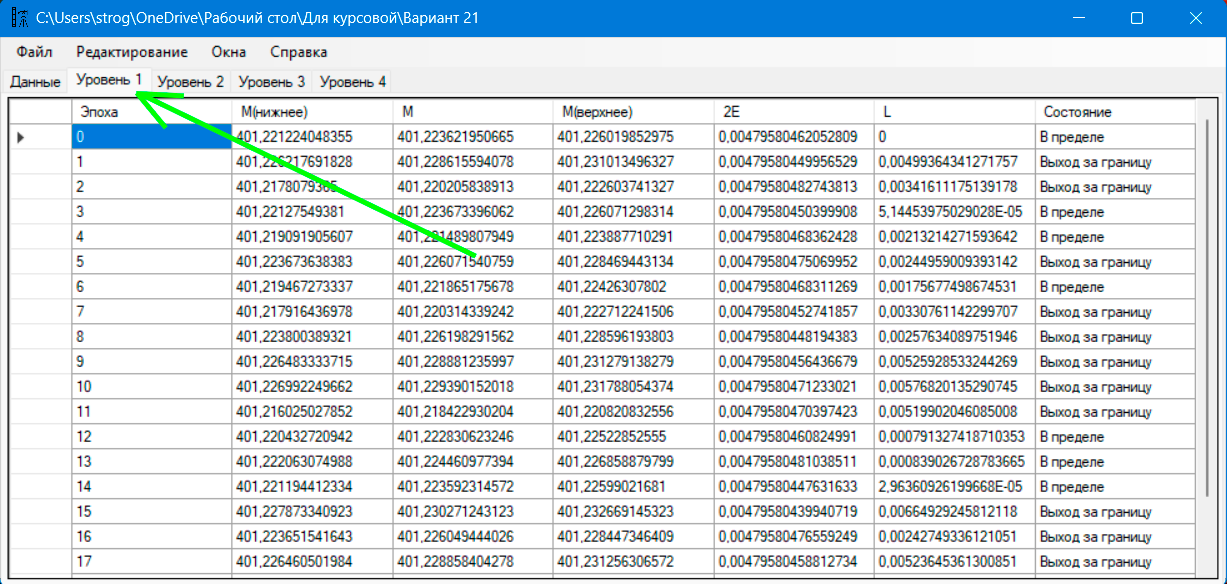 C:\Users\strog\OneDrive\Рабочий стол\Для курсовой\Вариант 21
Файл Редактирование Окна Справка
Данные Уровень 1 Уровень 2 Уровень 3 Уровень 4
Эпоха M(нижнее) M M(верхнее) 2E L Состояние
0 401,221224048355 401,223621950665 401,226019852975 0,00479580462052809 0 В пределе
1 401,226217691828 401,228615594078 401,231013496327 0,00479580449956529 0,00499364341271757 Выход за границу
2 401,2178079365 401,220205838913 401,222603741327 0,00479580482743813 0,00341611175139178 Выход за границу
3 401,22127549381 401,223673396062 401,226071298314 0,00479580450399908 5,14453975029028E-05 В пределе
4 401,219091905607 401,221489807949 401,223887710291 0,00479580468362428 0,00213214271593642 В пределе
5 401,223673638383 401,226071540759 401,228469443134 0,00479580475069952 0,00244959009393142 Выход за границу
6 401,219467273337 401,221865175678 401,22426307802 0,00479580468311269 0,00175677498674531 В пределе
7 401,217916436978 401,220314339242 401,222712241506 0,00479580452741857 0,00330761142299707 Выход за границу
8 401,223800389321 401,226198291562 401,228596193803 0,00479580448194383 0,00257634089751946 Выход за границу
9 401,226483333715 401,228881235997 401,231279138279 0,00479580456436679 0,00525928533244269 Выход за границу
10 401,226992249662 401,229390152018 401,231788054374 0,00479580471233021 0,00576820135290745 Выход за границу
11 401,216025027852 401,218422930204 401,220820832556 0,00479580470397423 0,00519902046085008 Выход за границу
12 401,220432720942 401,222830623246 401,22522852555 0,00479580460824991 0,000791327418710353 В пределе
13 401,222063074988 401,224460977394 401,226858879799 0,00479580481038511 0,000839026728783665 В пределе
14 401,221194412334 401,223592314572 401,22599021681 0,00479580447631633 2,96360926199668E-05 В пределе
15 401,227873340923 401,230271243123 401,232669145323 0,00479580439940719 0,00664929245812118 Выход за границу
16 401,223651541643 401,226049444026 401,228447346409 0,00479580476559249 0,00242749336121051 Выход за границу
17 401,226460501984 401,228858404278 401,231256306572 0,00479580458812734 0,00523645361300851 Выход за границу